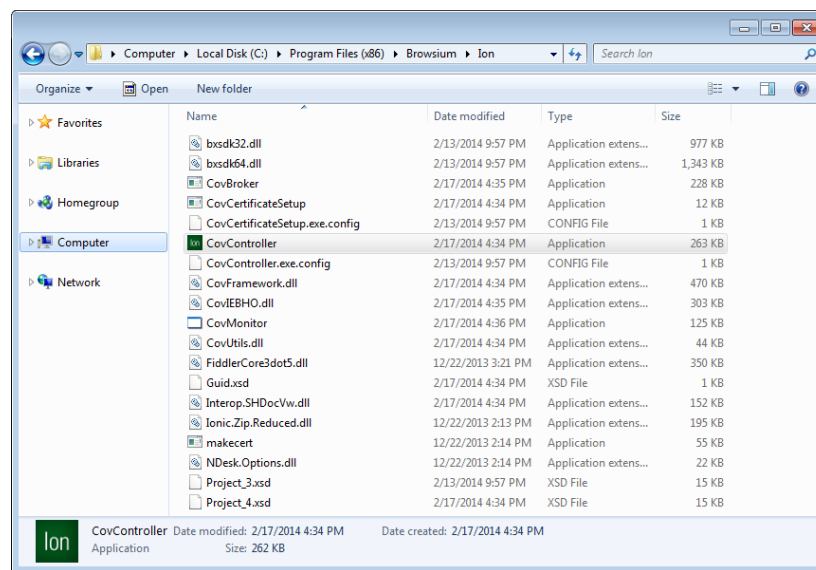 Computer Local Disk (C:) Program Files (x86) Browsium Ion Search Ion
Organize Open New folder
Name Date modified Type Size
Favorites
Libraries
Homegroup
Computer
Network
bxsdk32.dll 2/13/2014 9:57 PM Application extens... 977 KB
bxsdk64.dll 2/13/2014 9:57 PM Application extens... 1,343 KB
CovBroker 2/17/2014 4:35 PM Application 228 KB
CovCertificateSetup 2/17/2014 4:34 PM Application 12 KB
CovCertificateSetup.exe.config 2/13/2014 9:57 PM CONFIG File 1 KB
Ion CovController 2/17/2014 4:34 PM Application 263 KB
CovController.exe.config 2/13/2014 9:57 PM CONFIG File 1 KB
CovFramework.dll 2/17/2014 4:34 PM Application extens... 470 KB
CovIEBHO.dll 2/17/2014 4:35 PM Application extens... 303 KB
CovMonitor 2/17/2014 4:36 PM Application 125 KB
CovUtils.dll 2/17/2014 4:34 PM Application extens... 44 KB
FiddlerCore3dot5.dll 12/22/2013 3:21 PM Application extens... 350 KB
Guid.xsd 2/17/2014 4:34 PM XSD File 1 KB
Interop.SHDocVw.dll 2/17/2014 4:34 PM Application extens... 152 KB
Ionic.Zip.Reduced.dll 12/22/2013 2:13 PM Application extens... 195 KB
makecert 12/22/2013 2:14 PM Application 55 KB
NDesk.Options.dll 12/22/2013 2:14 PM Application extens... 22 KB
Project_3.xsd 2/13/2014 9:57 PM XSD File 15 KB
Project_4.xsd 2/17/2014 4:34 PM XSD File 15 KB
Ion
CovController Date modified: 2/17/2014 4:34 PM Date created: 2/17/2014 4:34 PM
Application Size: 262 KB